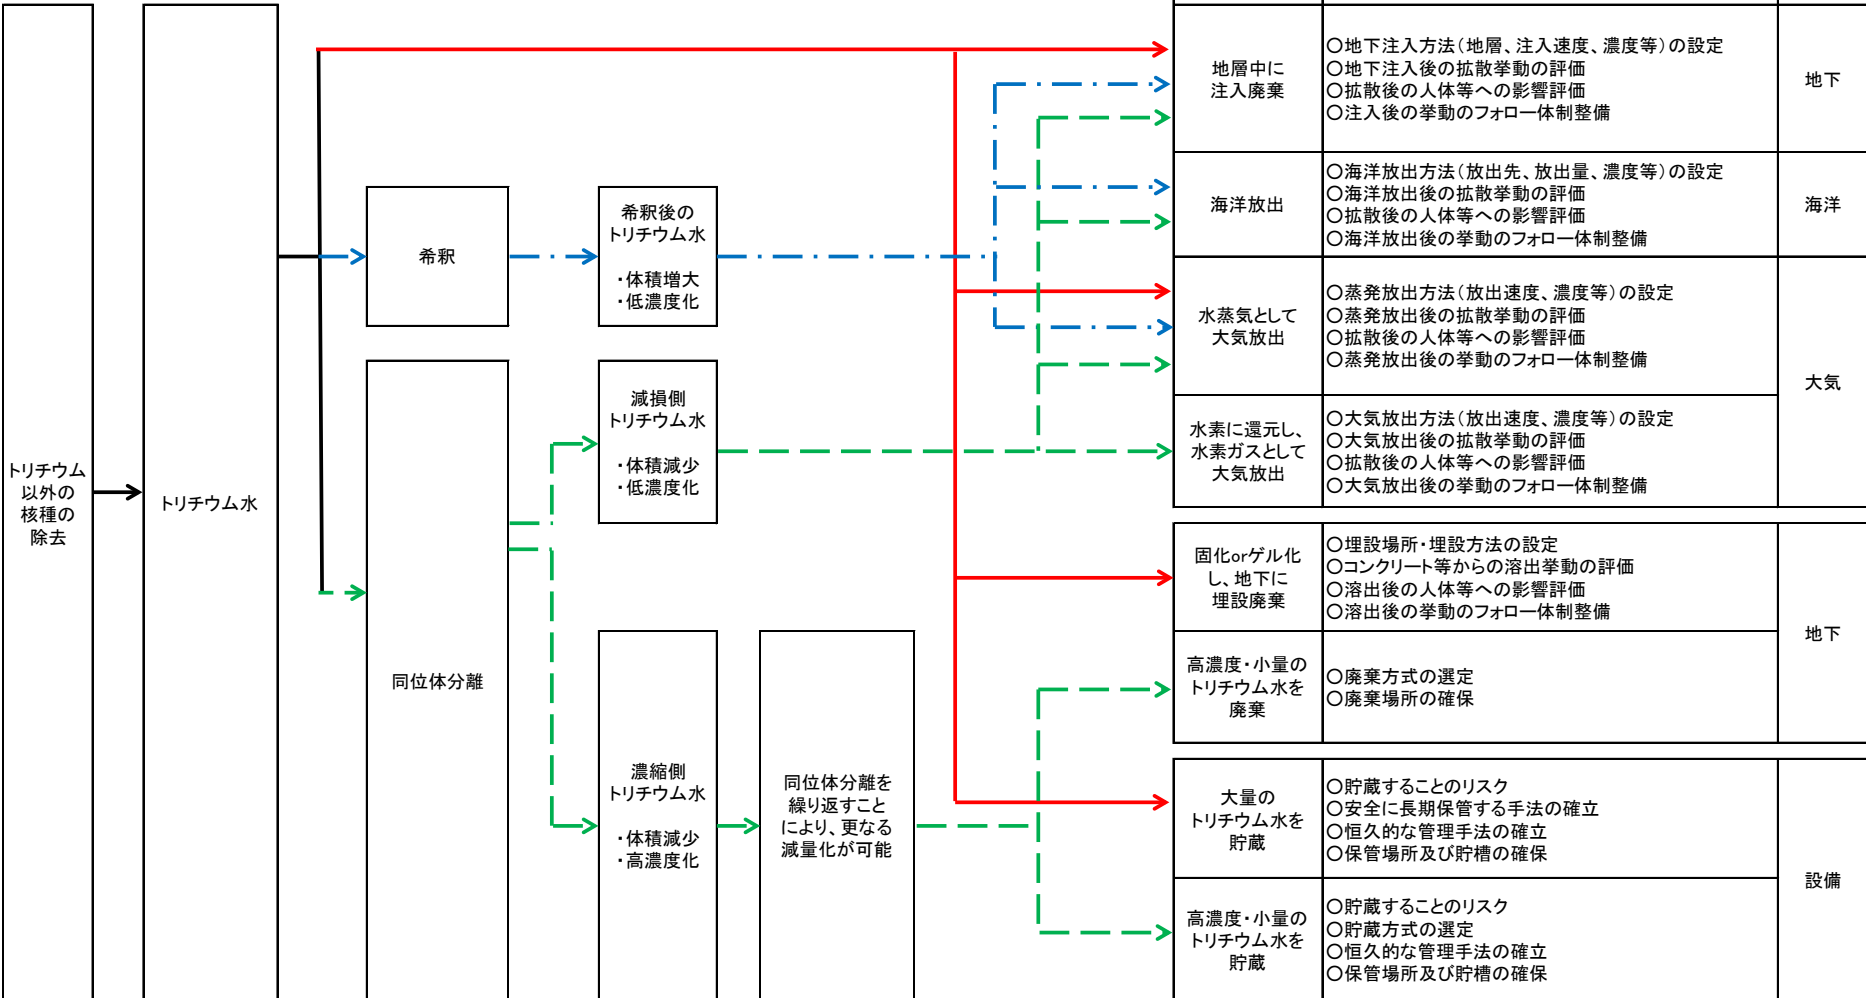 トリチウム
以外の
核種の
除去
トリチウム水
希釈
希釈後の
トリチウム水
・体積増大
・低濃度化
同位体分離
減損側
トリチウム水
・体積減少
・低濃度化
濃縮側
トリチウム水
・体積減少
・高濃度化
同位体分離を
繰り返すこと
により、更なる
減量化が可能
地層中に
注入廃棄
○地下注入方法(地層、注入速度、濃度等)の設定
○地下注入後の拡散挙動の評価
○拡散後の人体等への影響評価
○注入後の挙動のフォロー体制整備
地下
海洋放出
○海洋放出方法(放出先、放出量、濃度等)の設定
○海洋放出後の拡散挙動の評価
○拡散後の人体等への影響評価
○海洋放出後の挙動のフォロー体制整備
海洋
水蒸気として
大気放出
○蒸発放出方法(放出速度、濃度等)の設定
○蒸発放出後の拡散挙動の評価
○拡散後の人体等への影響評価
○蒸発放出後の挙動のフォロー体制整備
大気
水素に還元し、
水素ガスとして
大気放出
○大気放出方法(放出速度、濃度等)の設定
○大気放出後の拡散挙動の評価
○拡散後の人体等への影響評価
○大気放出後の挙動のフォロー体制整備
固化orゲル化
し、地下に
埋設廃棄
○埋設場所・埋設方法の設定
○コンクリート等からの溶出挙動の評価
○溶出後の人体等への影響評価
○溶出後の挙動のフォロー体制整備
地下
高濃度・小量の
トリチウム水を
廃棄
○廃棄方式の選定
○廃棄場所の確保
大量の
トリチウム水を
貯蔵
○貯蔵することのリスク
○安全に長期保管する手法の確立
○恒久的な管理手法の確立
○保管場所及び貯槽の確保
設備
高濃度・小量の
トリチウム水を
貯蔵
○貯蔵することのリスク
○貯蔵方式の選定
○恒久的な管理手法の確立
○保管場所及び貯槽の確保